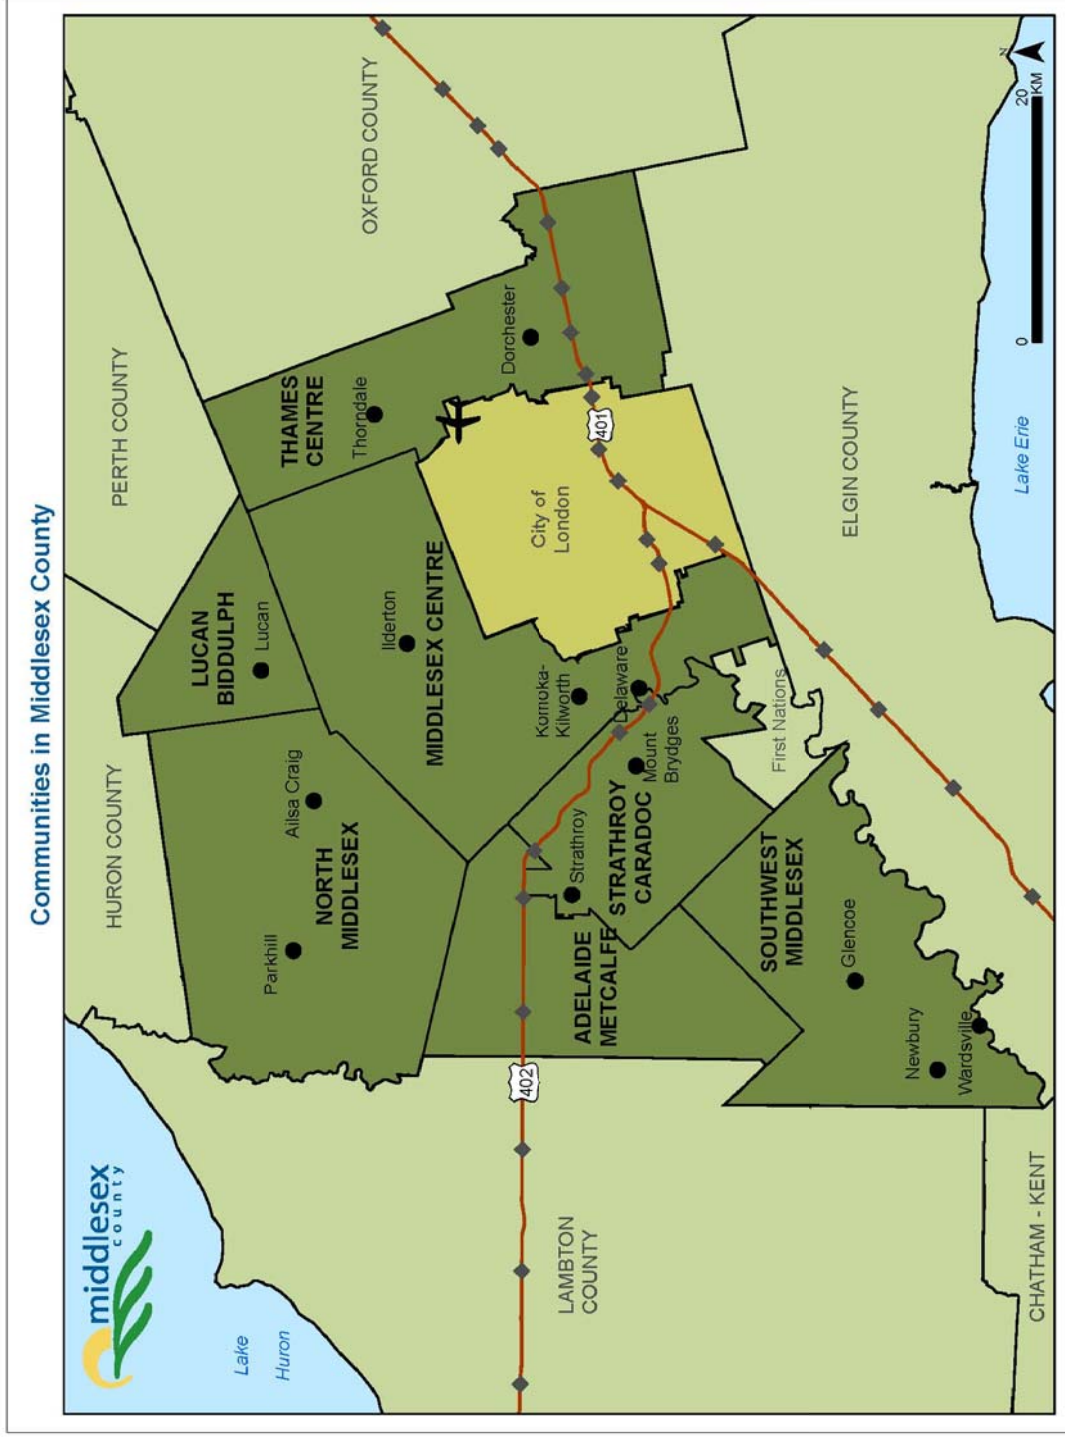 Communities in Middlesex County
middlesex
county
Lake
Huron
HURON COUNTY
PERTH COUNTY
OXFORD COUNTY
LUCAN
BIDDULPH
Lucan
THAMES
CENTRE
Thorndale
Dorchester
Ailsa Craig
Parkhill
NORTH
MIDDLESEX
Ilderton
MIDDLESEX CENTRE
City of
London
401
Komoka-
Kilworth
Delaware
Mount
Brydges
Strathroy
STRATHROY
CARADOC
ADELAIDE
METCALFE
402
LAMBTON
COUNTY
First Nations
SOUTHWEST
MIDDLESEX
Glencoe
Newbury
Wardsville
ELGIN COUNTY
CHATHAM - KENT
Lake Erie
N
0
20
KM